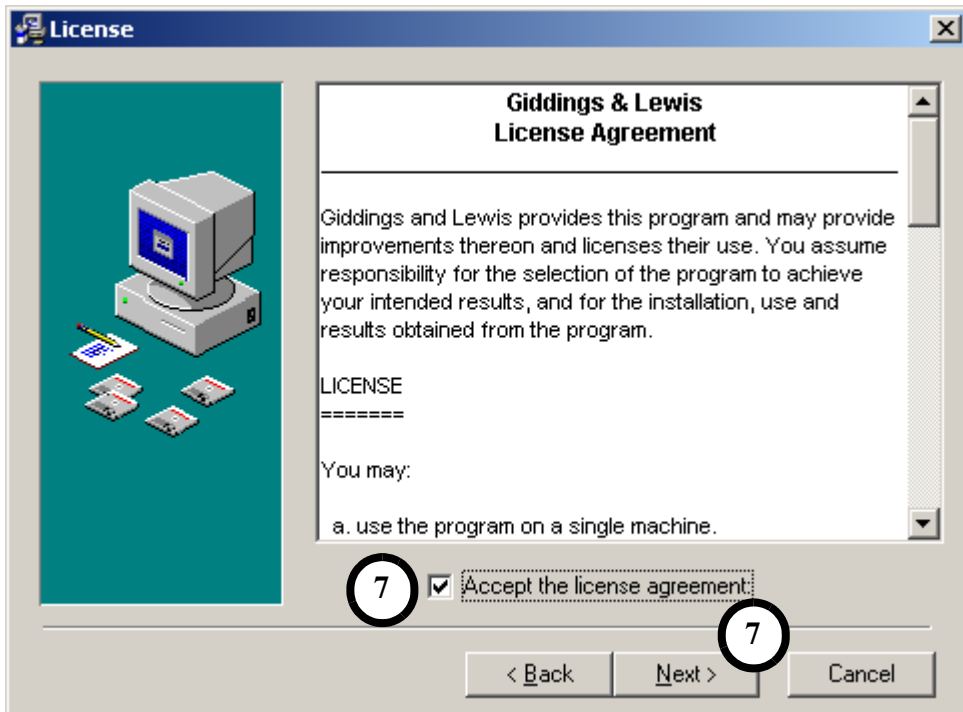 License
Giddings & Lewis
License Agreement
Giddings and Lewis provides this program and may provide
improvements thereon and licenses their use. You assume
responsibility for the selection of the program to achieve
your intended results, and for the installation, use and
results obtained from the program.
LICENSE
=======
You may:
a. use the program on a single machine.
7 Accept the license agreement.
7
< Back Next > Cancel